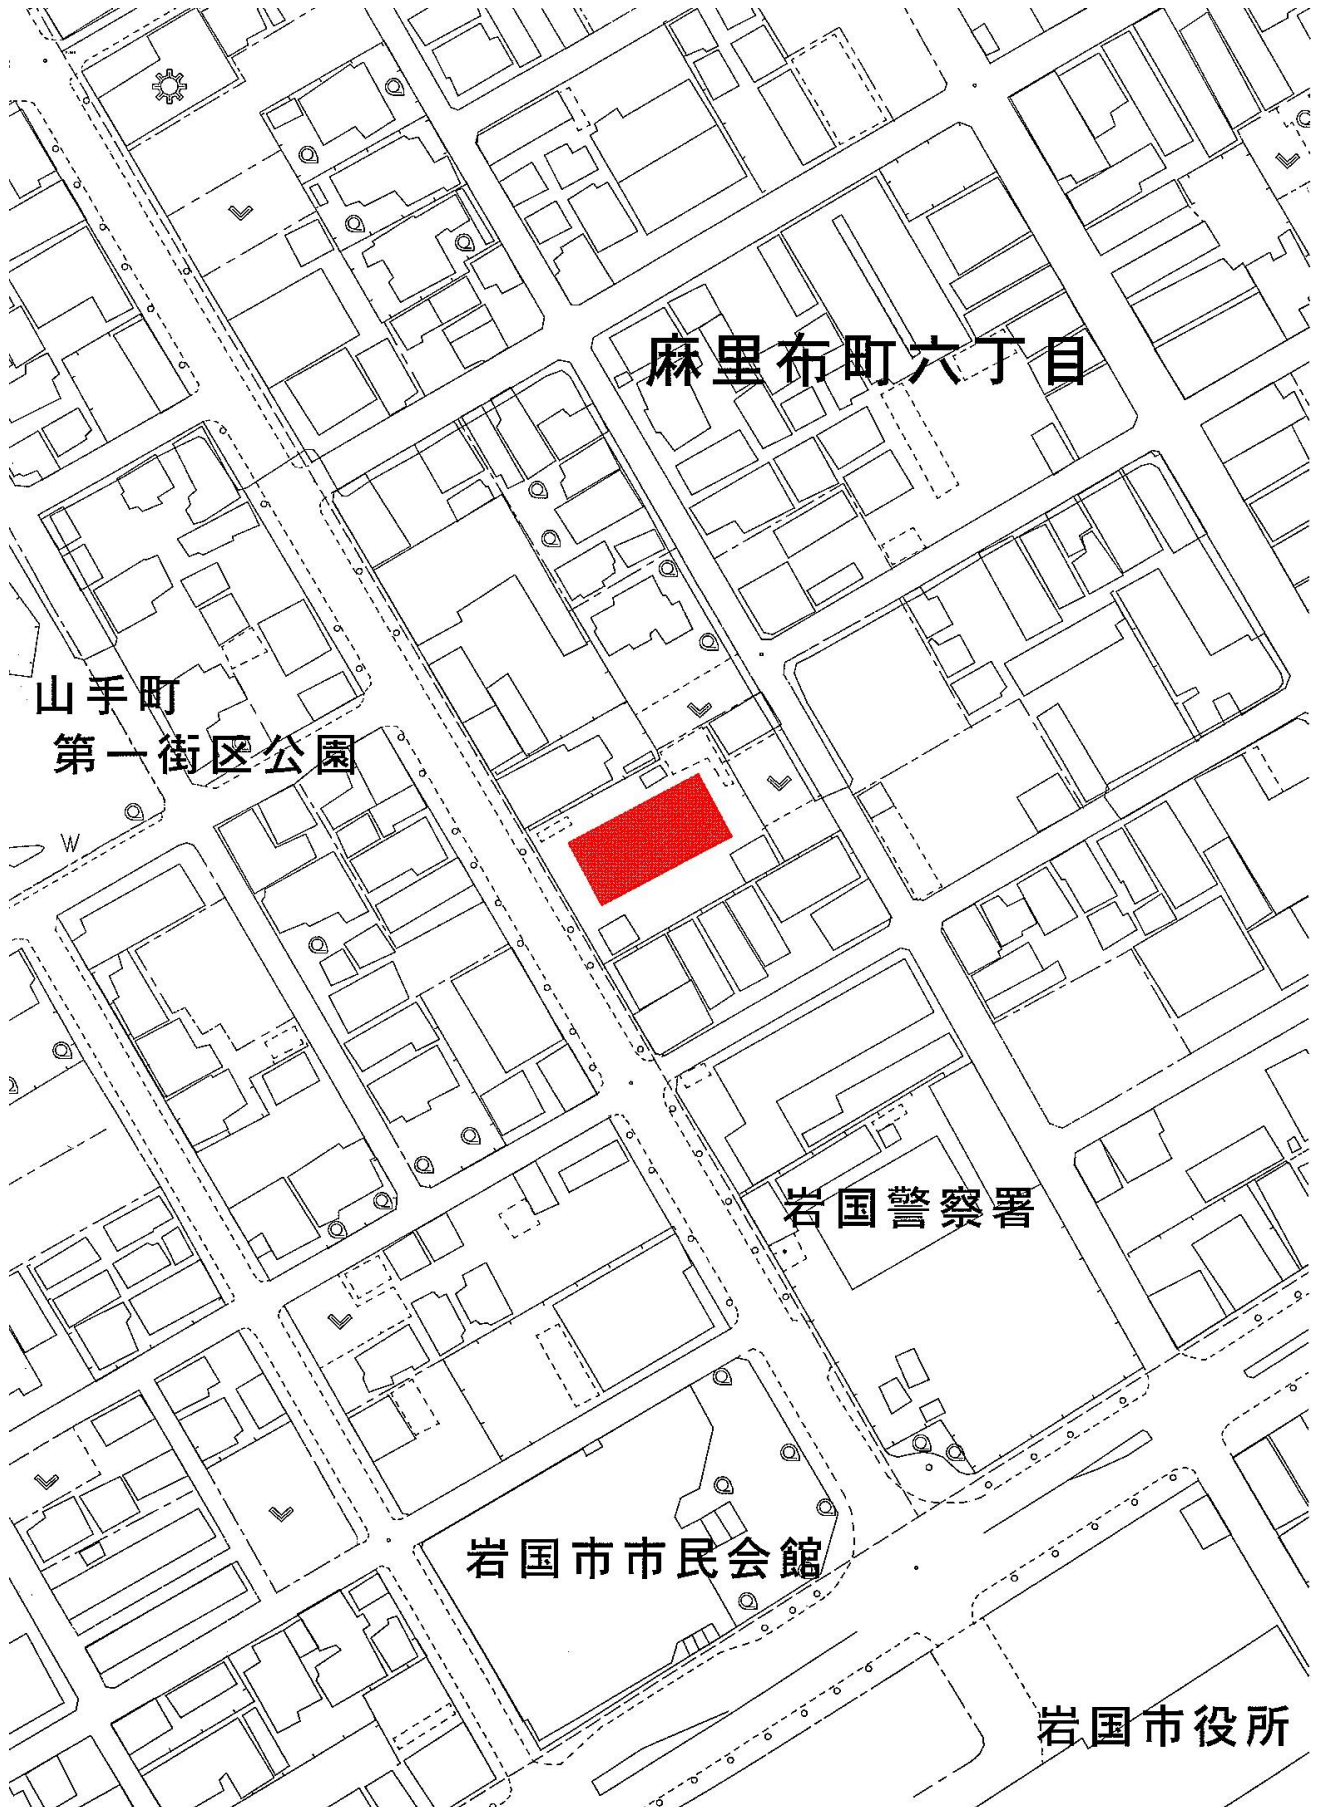 麻里布町六丁目
山手町
第一街区公園
W
岩国警察署
岩国市市民会館
岩国市役所